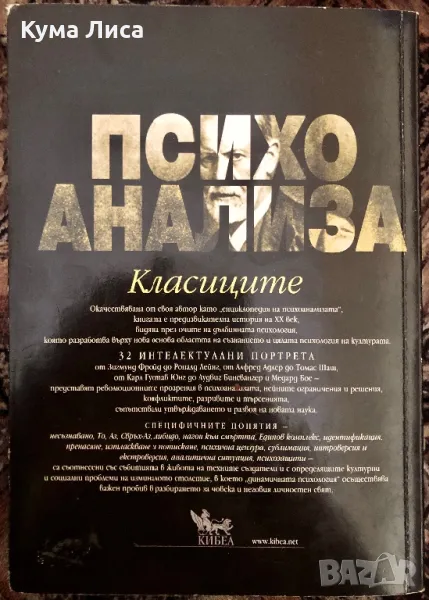 Кума Лиса
ПСИХО
АНАЛИЗА
Класиците
Окачествявана от своя автор като „енциклопедия на психоанализата“,
книгата е предизвикателна история на XX век,
видяна през очите на дълбинната психология,
която разработва върху нова основа областта на съзнанието и цялата психология на културата.
32 ИНТЕЛЕКТУАЛНИ ПОРТРЕТА
от Зигмунд Фройд до Роналд Лейнг, от Алфред Адлер до Томас Шаш,
от Карл Густав Юнг до Лудвиг Бинсвангер и Медард Бос –
представят революционните прозрения в психоанализата, нейните ограничения и решения,
конфликтите, разривите и търсенията,
съпътствали утвърждаването и развоя на новата наука.
СПЕЦИФИЧНИТЕ ПОНЯТИЯ –
несъзнавано, То, Аз, Свръх-Аз, либидо, нагон към смъртта, Едипов комплекс, идентификация,
пренасяне, изтласкване и потискане, психична цензура, сублимация, интроверсия и
екстроверсия, аналитична ситуация, психозащити –
са съотнесени със събитията в живота на техните създатели и с определящите културни
и социални проблеми на миналото столетие, в което „динамичната психология“ осъществява
важен пробив в разбирането за човека и неговия личностен свят.
КИБЕА
www.kibea.net
BAZAR